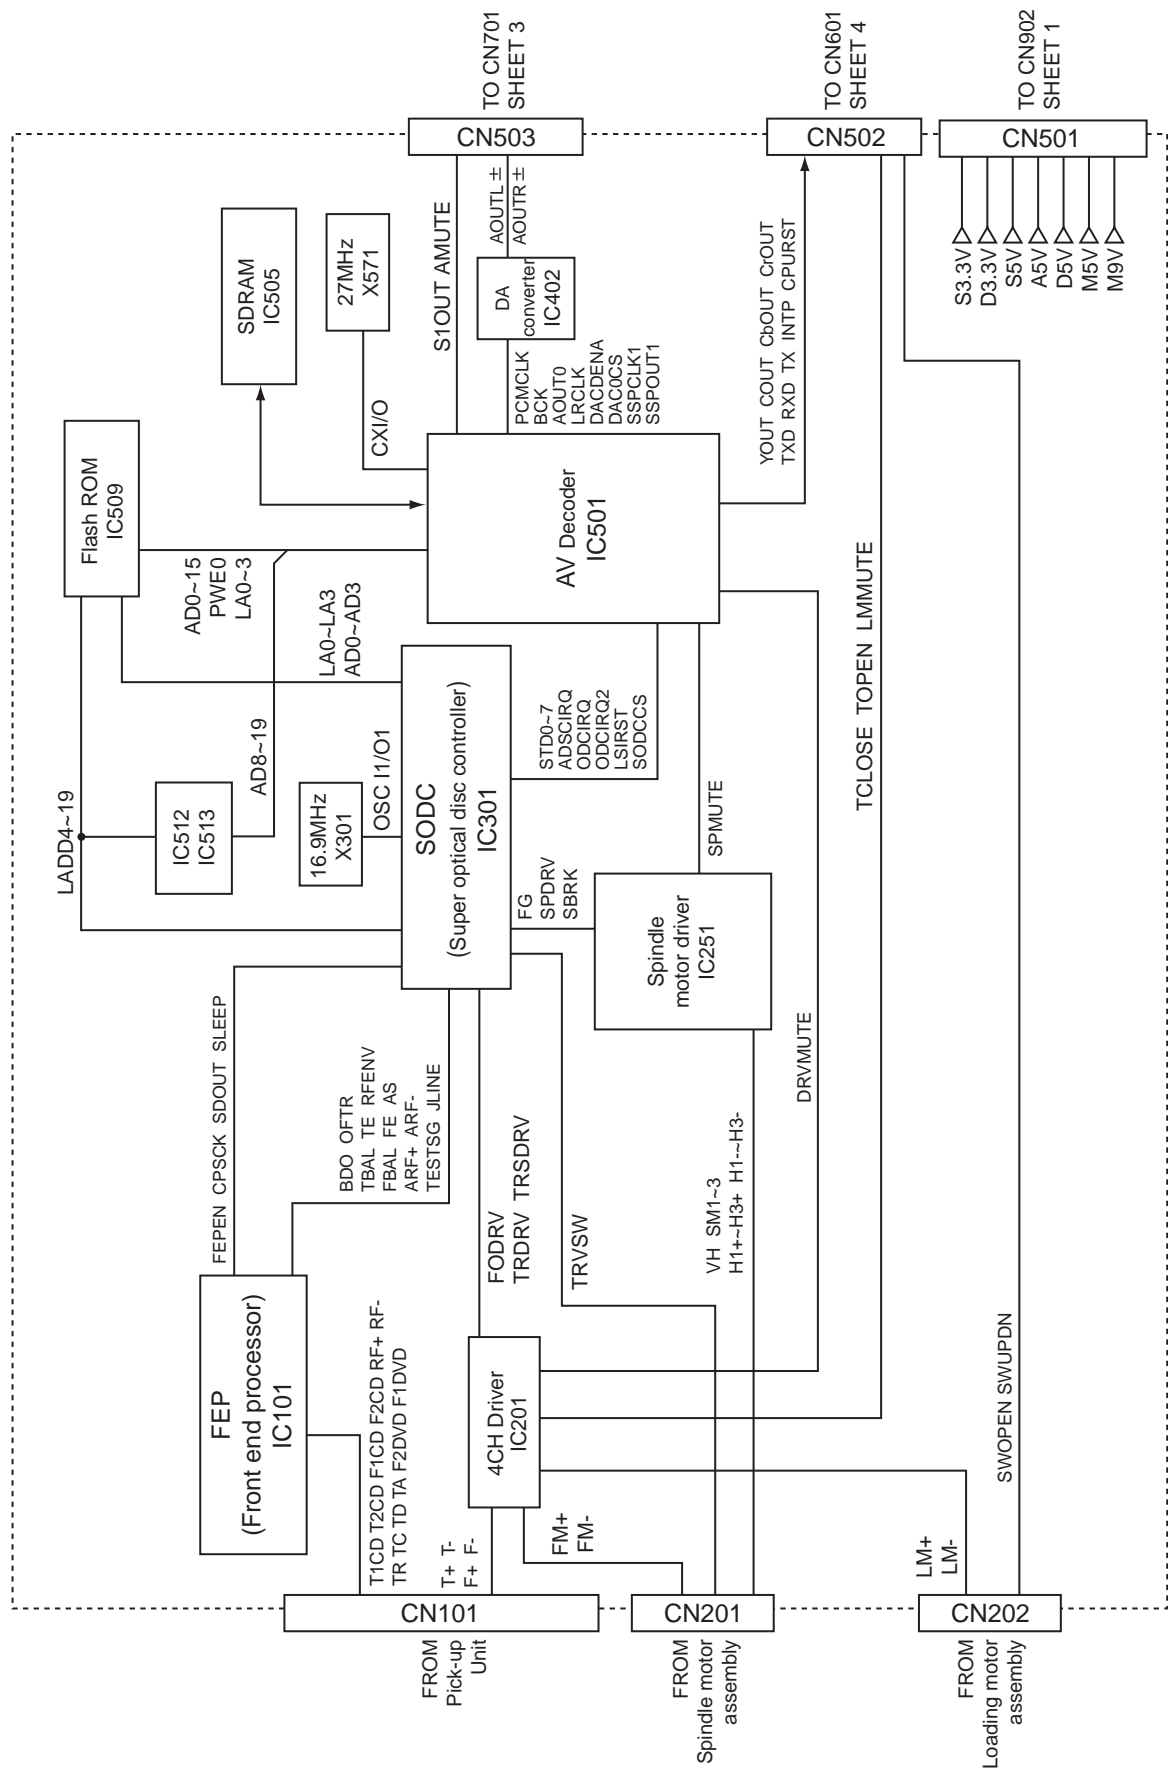 FROM
Pick-up
Unit
CN101
FROM
Spindle motor
assembly
CN201
FROM
Loading motor
assembly
CN202
T1CD T2CD F1CD F2CD RF+ RF-
TR TC TD TA F2DVD F1DVD
T+ T-
F+ F-
FM+
FM-
LM+
LM-
SWOPEN SWUPDN
FEP
(Front end processor)
IC101
4CH Driver
IC201
FEPEN CPSCK SDOUT SLEEP
BDO OFTR
TBAL TE RFENV
FBAL FE AS
ARF+ ARF-
TESTSG JLINE
FODRV
TRDRV TRSDRV
TRVSW
VH SM1~3
H1+~H3+ H1-~H3-
DRVMUTE
LADD4~19
IC512
IC513
AD8~19
16.9MHz
X301
OSC I1/O1
SODC
(Super optical disc controller)
IC301
FG
SPDRV
SBRK
Spindle
motor driver
IC251
SPMUTE
STD0~7
ADSCIRQ
ODCIRQ
ODCIRQ2
LSIRST
SODCCS
TCLOSE TOPEN LMMUTE
Flash ROM
IC509
AD0~15
PWE0
LA0~3
LA0~LA3
AD0~AD3
SDRAM
IC505
27MHz
X571
CXI/O
AV Decoder
IC501
S1OUT AMUTE
PCMCLK
BCK
AOUT0
LRCLK
DACDENA
DAC0CS
SSPCLK1
SSPOUT1
DA
converter
IC402
AOUTL ±
AOUTR ±
YOUT COUT CbOUT CrOUT
TXD RXD TX INTP CPURST
S3.3V
D3.3V
S5V
A5V
D5V
M5V
M9V
CN503
TO CN701
SHEET 3
CN502
TO CN601
SHEET 4
CN501
TO CN902
SHEET 1